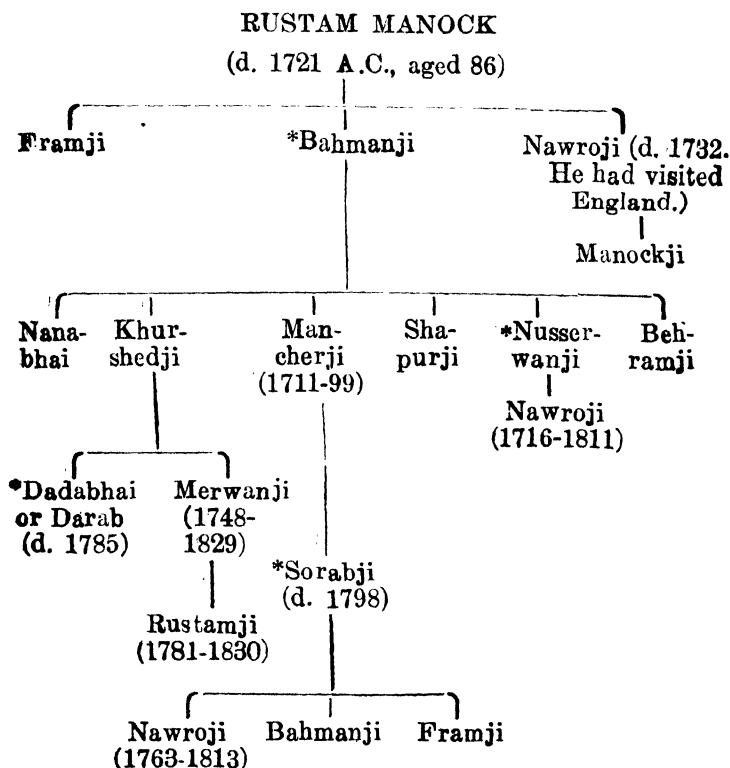 RUSTAM MANOCK
(d. 1721 A.C., aged 86)
Framji
*Bahmanji
Nawroji (d. 1732.
He had visited
England.)
Manockji
Nana-
bhai
Khur-
shedji
Man-
cherji
(1711-99)
Sha-
purji
*Nusser-
wanji
Beh-
ramji
Nawroji
(1716-1811)
*Dadabhai
or Darab
(d. 1785)
Merwanji
(1748-
1829)
*Sorabji
(d. 1798)
Rustamji
(1781-1830)
Nawroji
(1763-1813)
Bahmanji
Framji